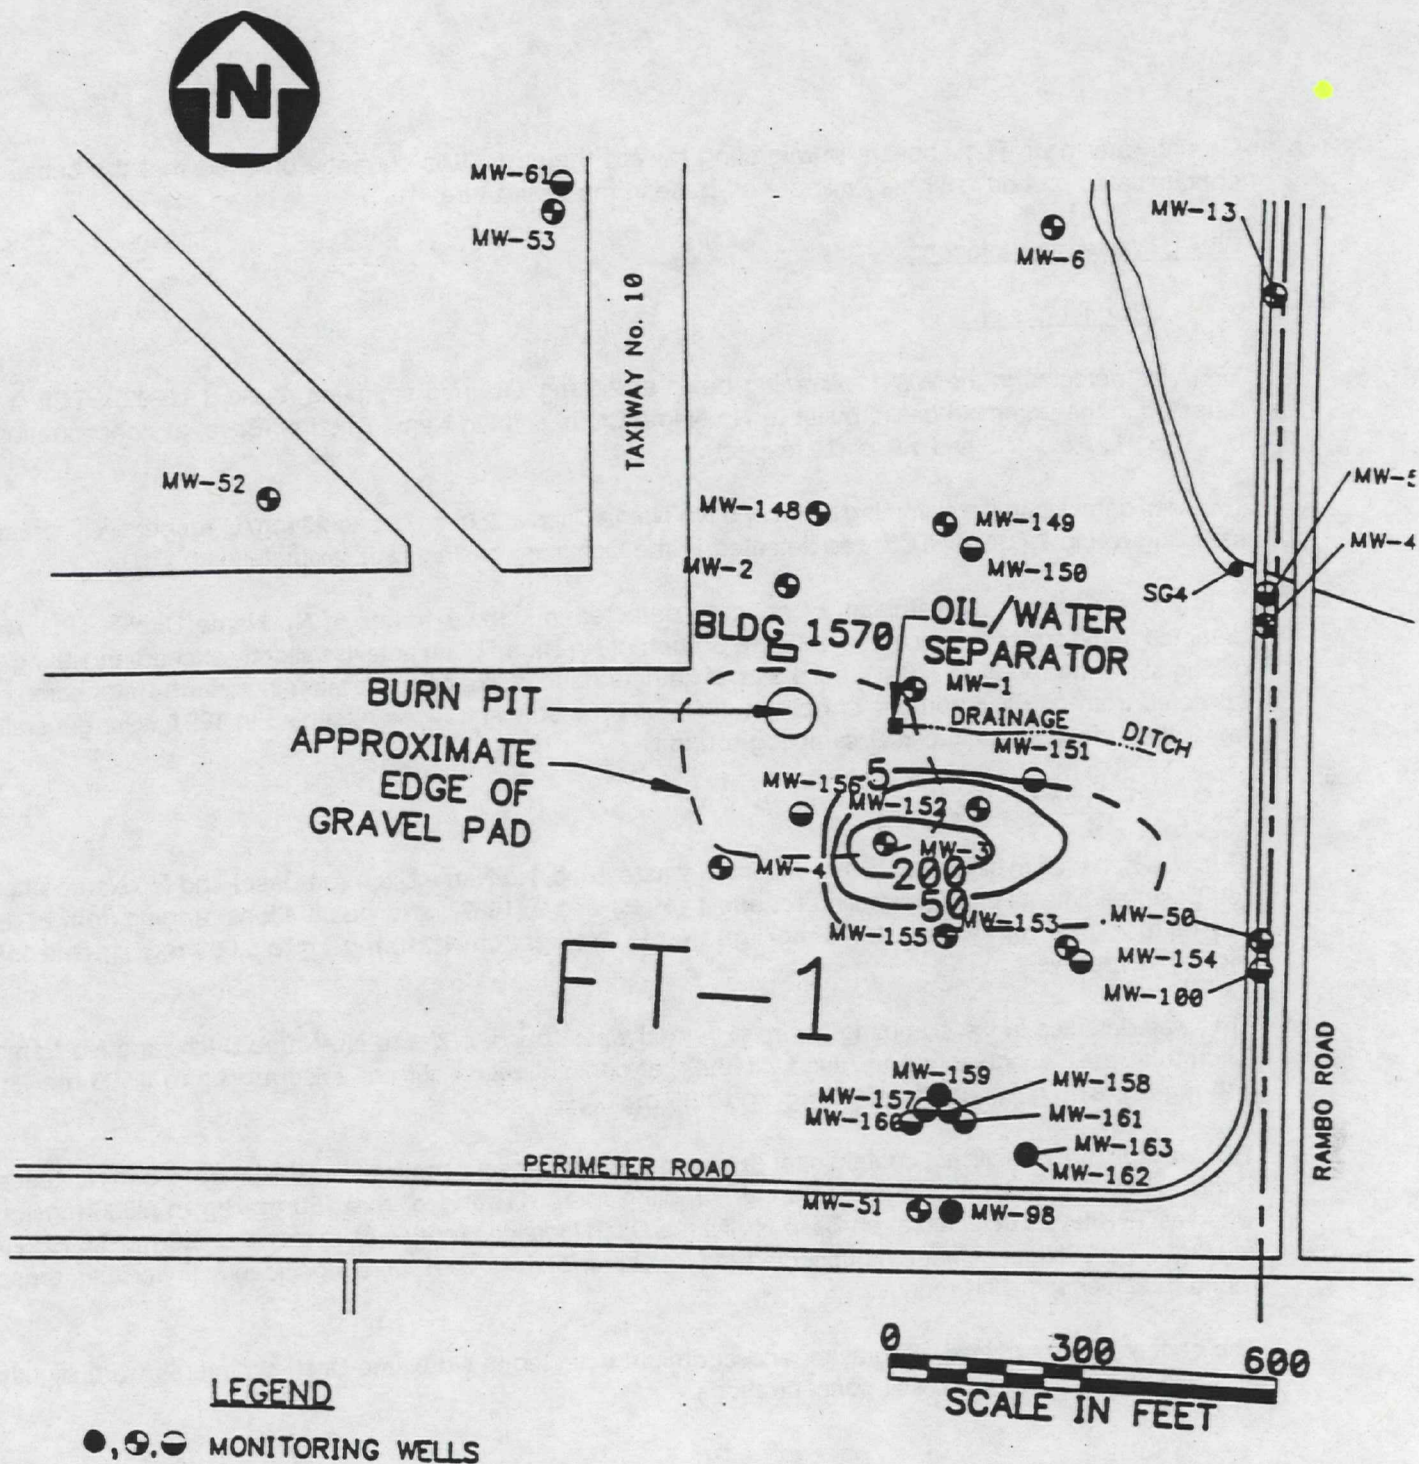 N
MW-61
MW-53
MW-13
MW-6
TAXIWAY No. 10
MW-52
MW-148
MW-149
MW-150
MW-2
MW-4
SG4
BLDG 1570
OIL/WATER
SEPARATOR
MW-1
BURN PIT
DRAINAGE DITCH
MW-151
APPROXIMATE
EDGE OF
GRAVEL PAD
MW-156
5
MW-152
MW-3
MW-4
200
50
MW-153
MW-50
MW-155
MW-154
MW-100
FT-1
MW-159
MW-158
MW-157
MW-160
MW-161
MW-163
MW-162
PERIMETER ROAD
RAMBO ROAD
MW-51
MW-98
0 300 600
SCALE IN FEET
LEGEND
MONITORING WELLS